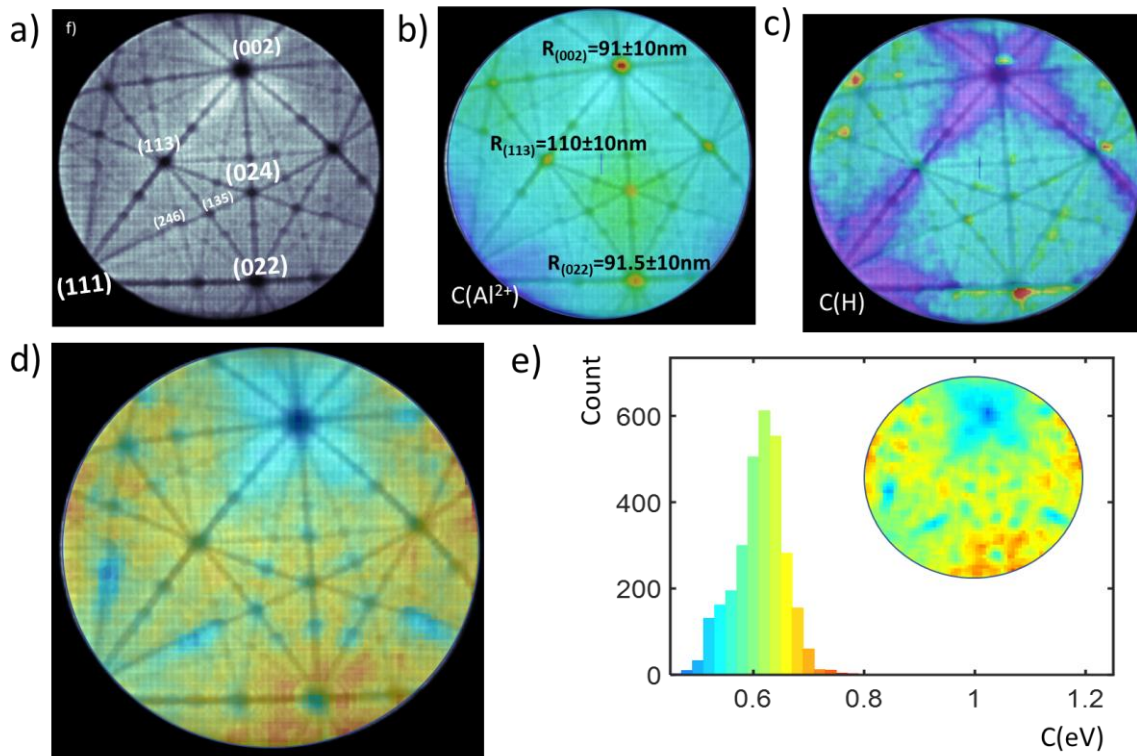 a)
f)
(002)
(113)
(024)
(246)
(135)
(111)
(022)
b)
R(002)=91±10nm
R(113)=110±10nm
R(022)=91.5±10nm
C(Al²⁺)
c)
C(H)
d)
e)
Count
600
400
200
0
0.6
0.8
1
1.2
C(eV)